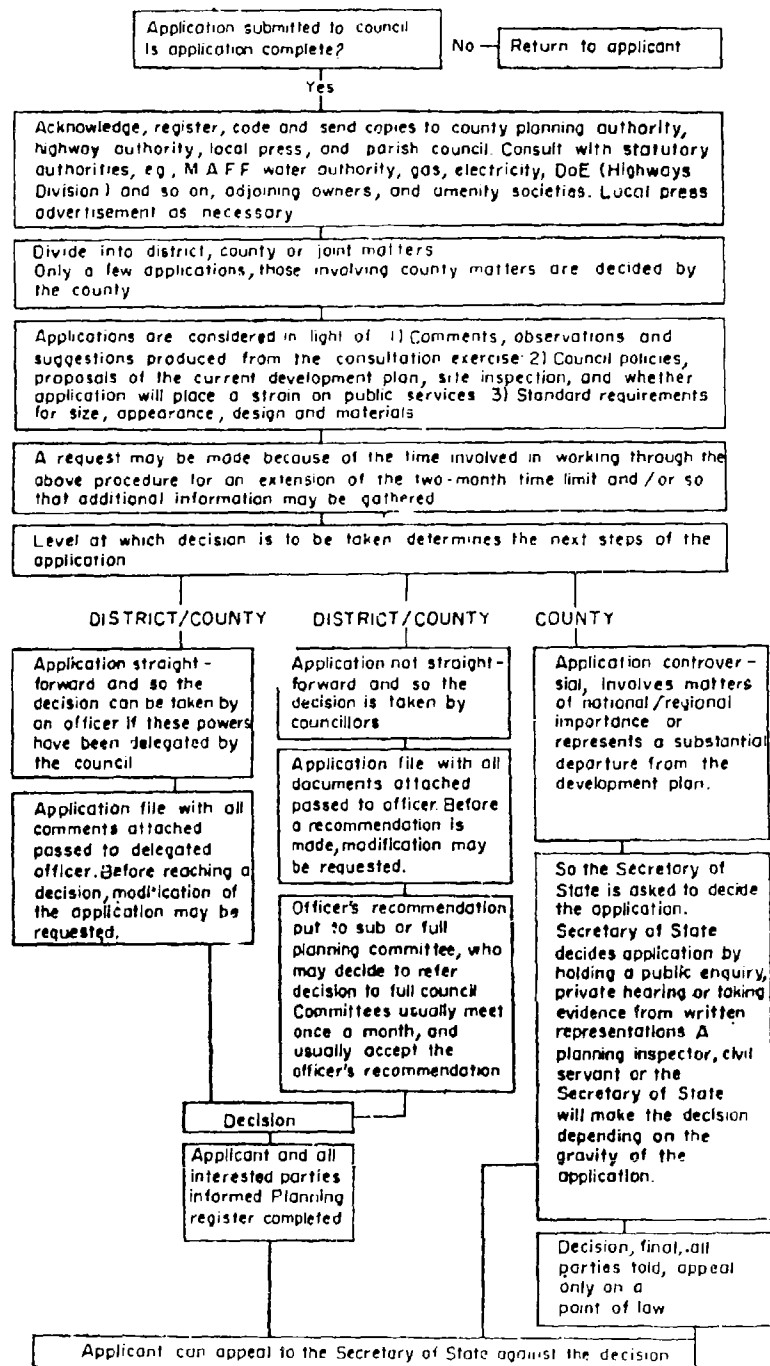 Application submitted to council
Is application complete?
No
Return to applicant
Yes
Acknowledge, register, code and send copies to county planning authority,
highway authority, local press, and parish council. Consult with statutory
authorities, eg, M A F F water authority, gas, electricity, DoE (Highways
Division) and so on, adjoining owners, and amenity societies. Local press
advertisement as necessary
Divide into district, county or joint matters
Only a few applications, those involving county matters are decided by
the county
Applications are considered in light of 1) Comments, observations and
suggestions produced from the consultation exercise 2) Council policies,
proposals of the current development plan, site inspection, and whether
application will place a strain on public services 3) Standard requirements
for size, appearance, design and materials
A request may be made because of the time involved in working through the
above procedure for an extension of the two-month time limit and / or so
that additional information may be gathered
Level at which decision is to be taken determines the next steps of the
application
DISTRICT/COUNTY
Application straight-
forward and so the
decision can be taken by
an officer if these powers
have been delegated by
the council
Application file with all
comments attached
passed to delegated
officer. Before reaching a
decision, modification of
the application may be
requested.
DISTRICT/COUNTY
Application not straight-
forward and so the
decision is taken by
councillors
Application file with all
documents attached
passed to officer. Before
a recommendation is
made, modification may
be requested.
Officer's recommendation
put to sub or full
planning committee, who
may decide to refer
decision to full council
Committees usually meet
once a month, and
usually accept the
officer's recommendation
COUNTY
Application controver-
sial, involves matters
of national/regional
importance or
represents a substantial
departure from the
development plan.
So the Secretary of
State is asked to decide
the application.
Secretary of State
decides application by
holding a public enquiry,
private hearing or taking
evidence from written
representations A
planning inspector, civil
servant or the
Secretary of State
will make the decision
depending on the
gravity of the
application.
Decision
Applicant and all
interested parties
informed Planning
register completed
Decision, final, all
parties told, appeal
only on a
point of law
Applicant can appeal to the Secretary of State against the decision